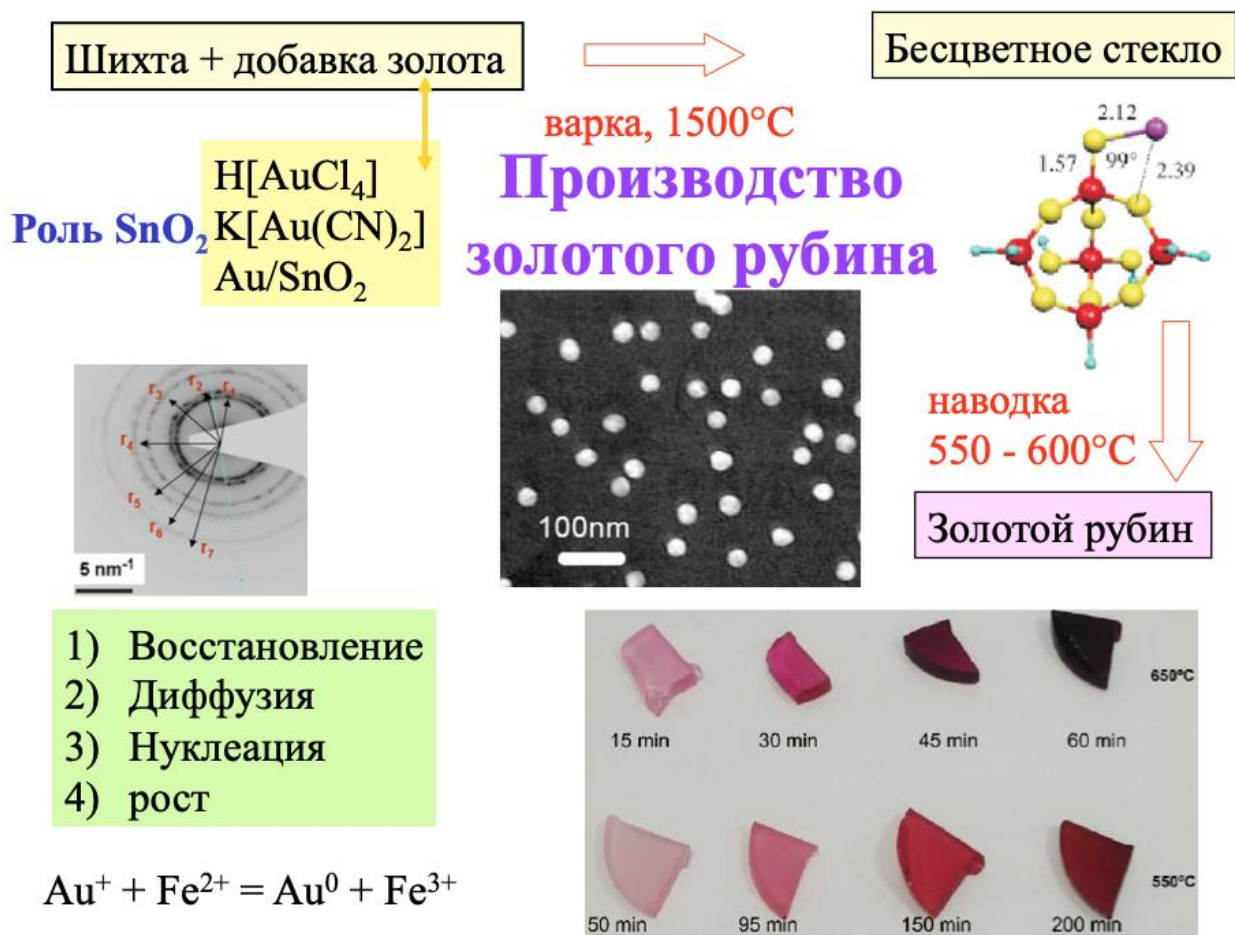 Шихта + добавка золота
Бесцветное стекло
варка, 1500°C
Производство
золотого рубина
Роль SnO₂
H[AuCl₄]
K[Au(CN)₂]
Au/SnO₂
2.12
1.57
99°
2.39
наводка
550 - 600°C
Золотой рубин
r₁
r₂
r₃
r₄
r₅
r₆
r₇
5 nm⁻¹
100nm
1) Восстановление
2) Диффузия
3) Нуклеация
4) рост
Au⁺ + Fe²⁺ = Au⁰ + Fe³⁺
650°C
15 min
30 min
45 min
60 min
550°C
50 min
95 min
150 min
200 min